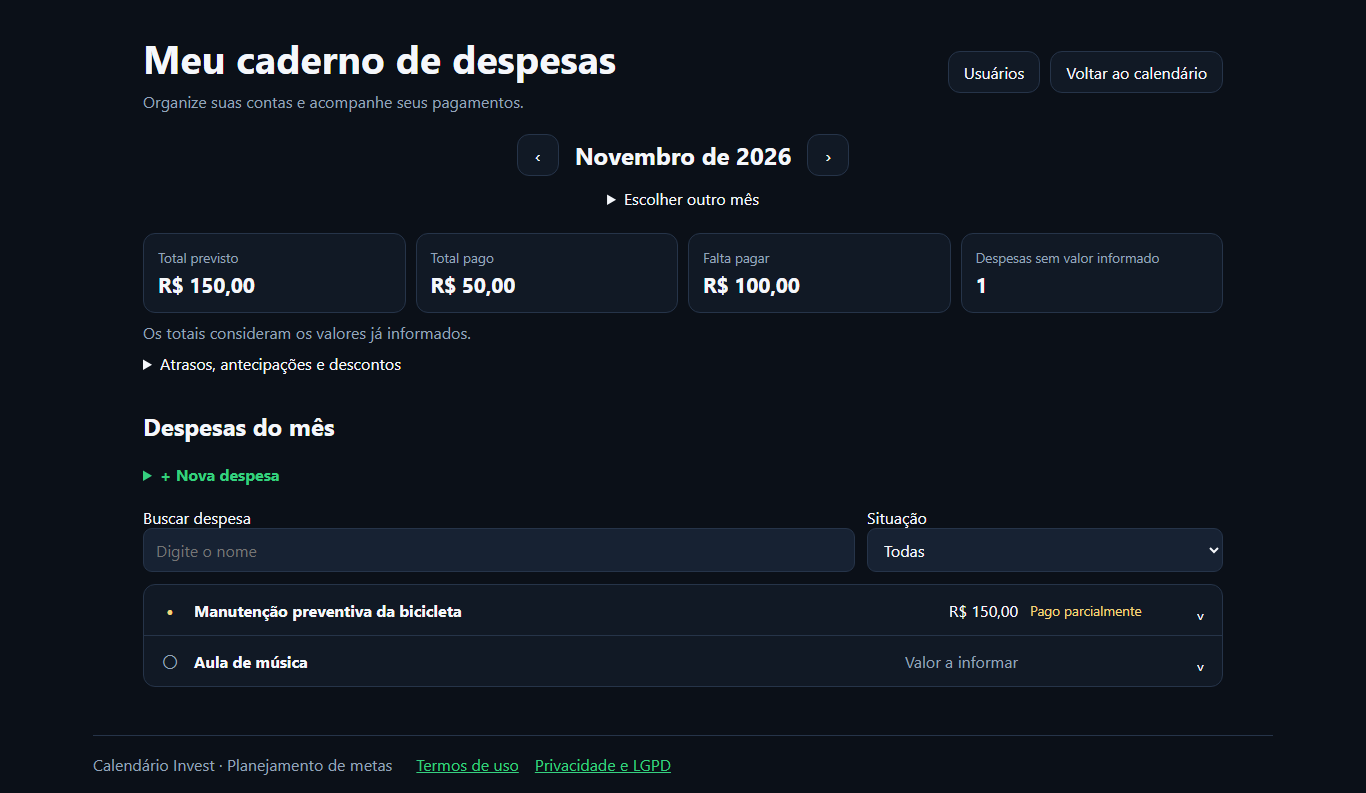 Meu caderno de despesas
Organize suas contas e acompanhe seus pagamentos.
Usuários
Voltar ao calendário
‹
Novembro de 2026
›
▶ Escolher outro mês
Total previsto
R$ 150,00
Total pago
R$ 50,00
Falta pagar
R$ 100,00
Despesas sem valor informado
1
Os totais consideram os valores já informados.
▶ Atrasos, antecipações e descontos
Despesas do mês
▶ + Nova despesa
Buscar despesa
Digite o nome
Situação
Todas
• Manutenção preventiva da bicicleta R$ 150,00 Pago parcialmente v
○ Aula de música Valor a informar v
Calendário Invest · Planejamento de metas Termos de uso Privacidade e LGPD